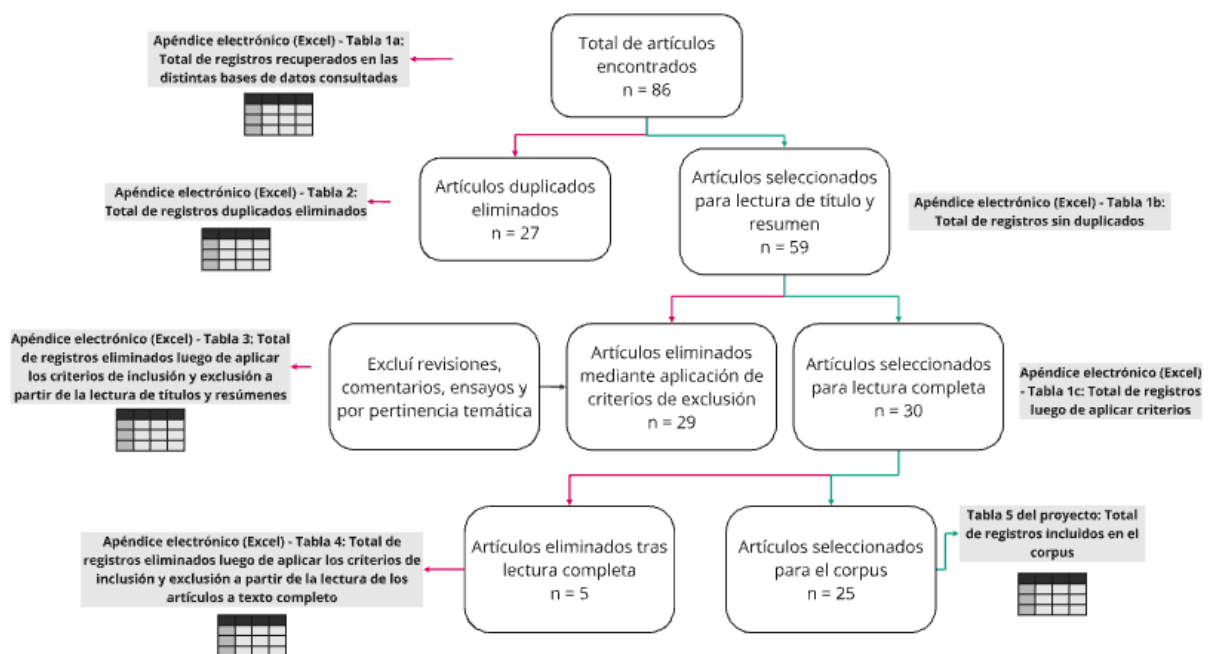 Total de artículos
encontrados
n = 86
Apéndice electrónico (Excel) - Tabla 1a:
Total de registros recuperados en las
distintas bases de datos consultadas
Artículos duplicados
eliminados
n = 27
Apéndice electrónico (Excel) - Tabla 2:
Total de registros duplicados eliminados
Artículos seleccionados
para lectura de título y
resumen
n = 59
Apéndice electrónico (Excel) - Tabla 1b:
Total de registros sin duplicados
Apéndice electrónico (Excel) - Tabla 3: Total
de registros eliminados luego de aplicar
los criterios de inclusión y exclusión a
partir de la lectura de títulos y resúmenes
Excluí revisiones,
comentarios, ensayos y
por pertinencia temática
Artículos eliminados
mediante aplicación de
criterios de exclusión
n = 29
Artículos seleccionados
para lectura completa
n = 30
Apéndice electrónico (Excel)
- Tabla 1c: Total de registros
luego de aplicar criterios
Apéndice electrónico (Excel) - Tabla 4: Total de
registros eliminados luego de aplicar los criterios de
inclusión y exclusión a partir de la lectura de los
artículos a texto completo
Artículos eliminados tras
lectura completa
n = 5
Artículos seleccionados
para el corpus
n = 25
Tabla 5 del proyecto: Total
de registros incluidos en el
corpus